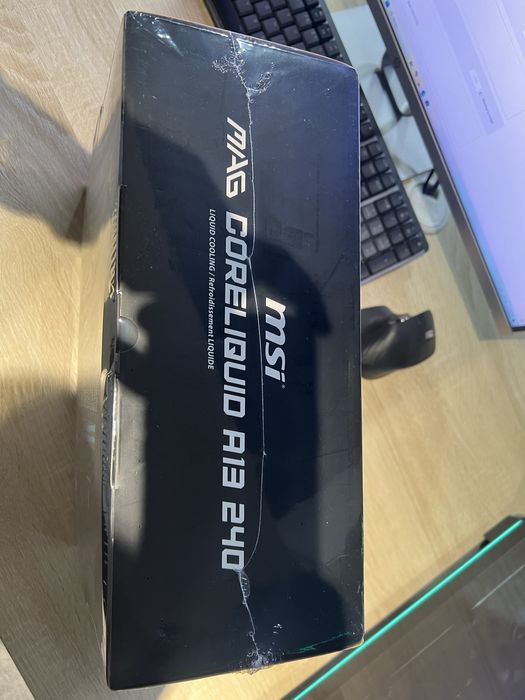 msi
MAG CORELIQUID A13 240
LIQUID COOLING / Refroidissement LIQUIDE